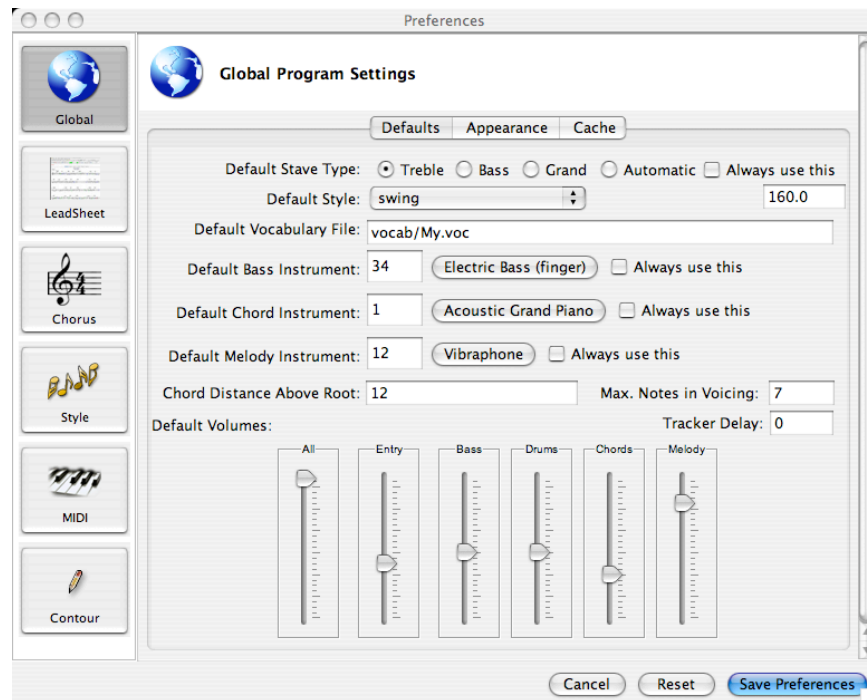 Preferences
Global
LeadSheet
Chorus
Style
MIDI
Contour
Global Program Settings
Defaults Appearance Cache
Default Stave Type: Treble Bass Grand Automatic Always use this
Default Style: swing 160.0
Default Vocabulary File: vocab/My.voc
Default Bass Instrument: 34 Electric Bass (finger) Always use this
Default Chord Instrument: 1 Acoustic Grand Piano Always use this
Default Melody Instrument: 12 Vibraphone Always use this
Chord Distance Above Root: 12 Max. Notes in Voicing: 7
Default Volumes: Tracker Delay: 0
All Entry Bass Drums Chords Melody
Cancel Reset Save Preferences